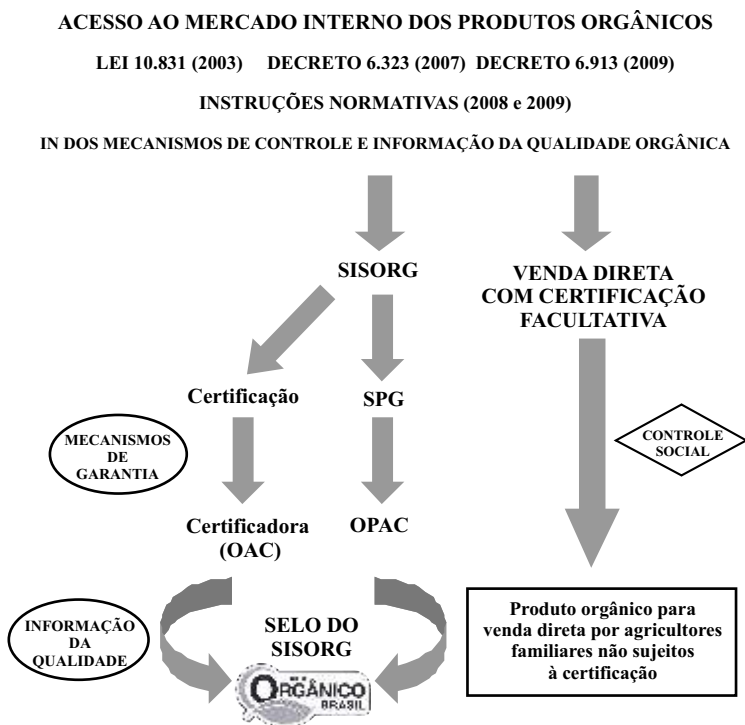 ACESSO AO MERCADO INTERNO DOS PRODUTOS ORGÂNICOS
LEI 10.831 (2003) DECRETO 6.323 (2007) DECRETO 6.913 (2009)
INSTRUÇÕES NORMATIVAS (2008 e 2009)
IN DOS MECANISMOS DE CONTROLE E INFORMAÇÃO DA QUALIDADE ORGÂNICA
SISORG
VENDA DIRETA
COM CERTIFICAÇÃO
FACULTATIVA
Certificação
SPG
MECANISMOS
DE
GARANTIA
CONTROLE
SOCIAL
Certificadora
(OAC)
OPAC
INFORMAÇÃO
DA
QUALIDADE
SELO DO
SISORG
ORGÂNICO
BRASIL
Produto orgânico para
venda direta por agricultores
familiares não sujeitos
à certificação